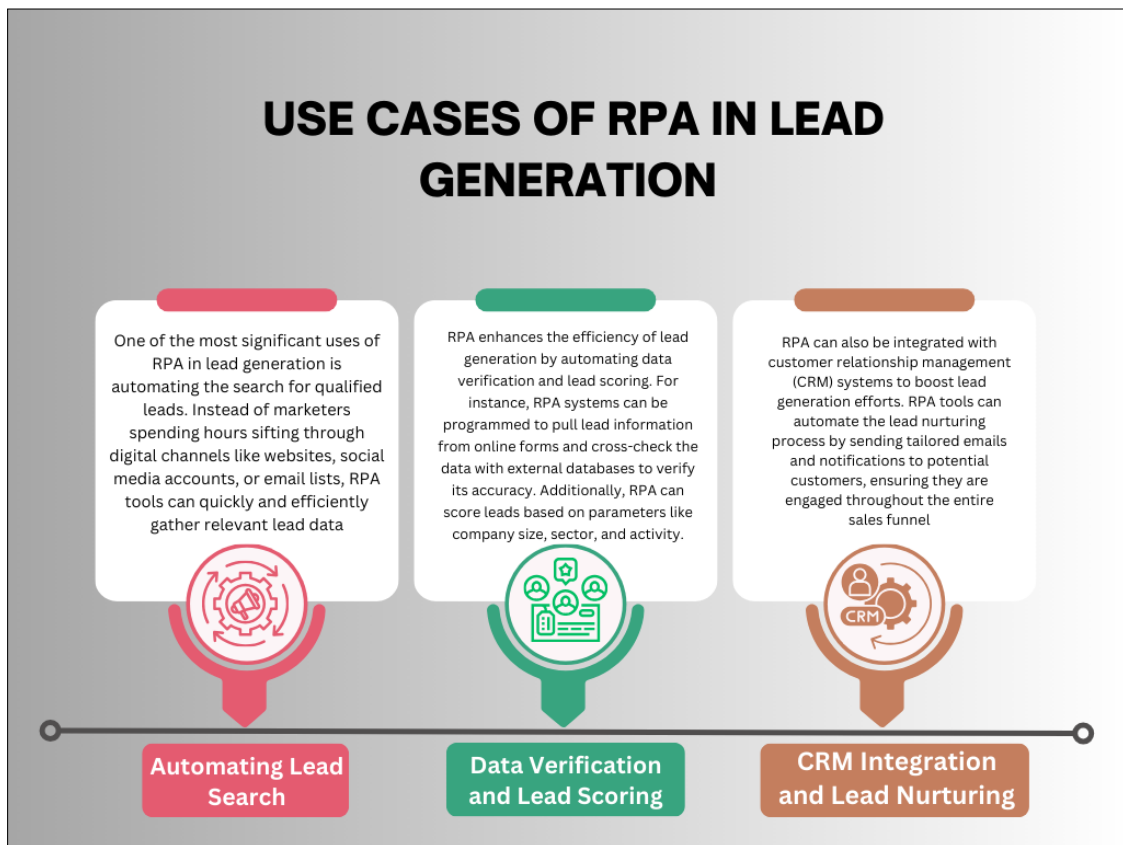 USE CASES OF RPA IN LEAD
GENERATION
One of the most significant uses of
RPA in lead generation is
automating the search for qualified
leads. Instead of marketers
spending hours sifting through
digital channels like websites, social
media accounts, or email lists, RPA
tools can quickly and efficiently
gather relevant lead data
RPA enhances the efficiency of lead
generation by automating data
verification and lead scoring. For
instance, RPA systems can be
programmed to pull lead information
from online forms and cross-check the
data with external databases to verify
its accuracy. Additionally, RPA can
score leads based on parameters like
company size, sector, and activity.
RPA can also be integrated with
customer relationship management
(CRM) systems to boost lead
generation efforts. RPA tools can
automate the lead nurturing
process by sending tailored emails
and notifications to potential
customers, ensuring they are
engaged throughout the entire
sales funnel
CRM
Automating Lead
Search
Data Verification
and Lead Scoring
CRM Integration
and Lead Nurturing